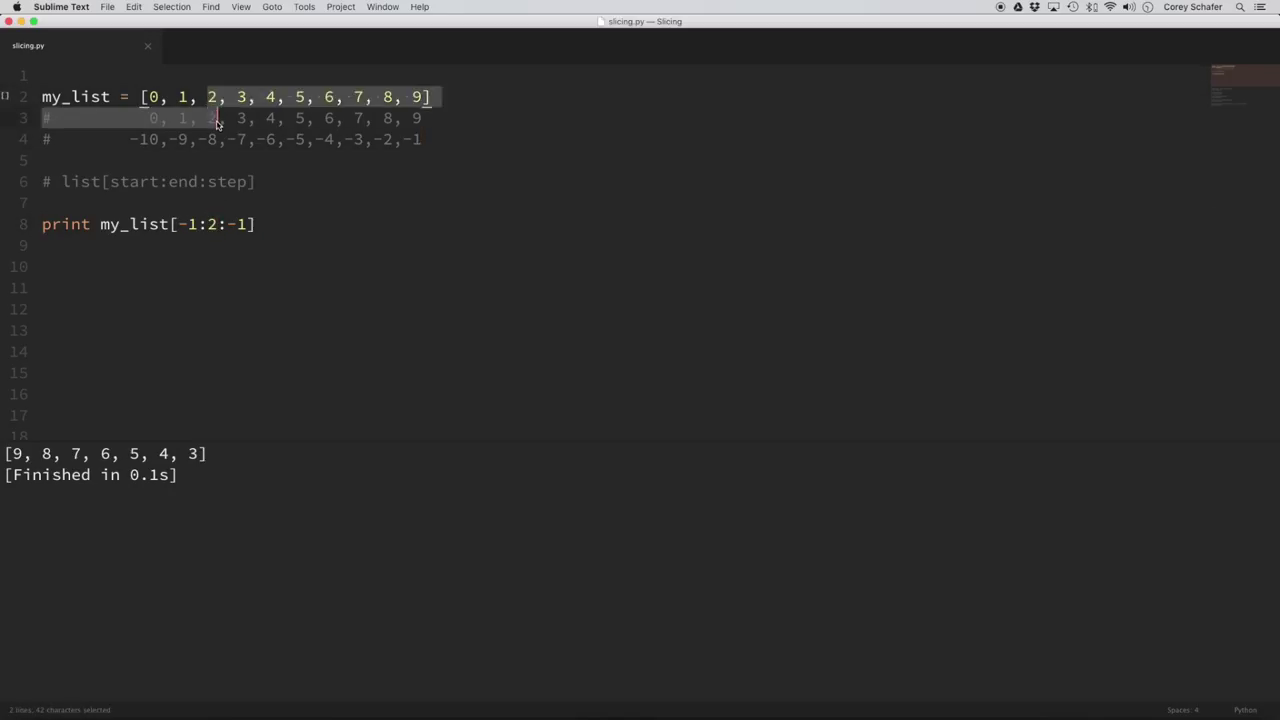 Sublime Text File Edit Selection Find View Goto Tools Project Window Help Corey Schafer
slicing.py — Slicing
slicing.py
1
2 my_list = [0, 1, 2, 3, 4, 5, 6, 7, 8, 9]
3 # 0, 1, 2, 3, 4, 5, 6, 7, 8, 9
4 # -10,-9,-8,-7,-6,-5,-4,-3,-2,-1
5
6 # list[start:end:step]
7
8 print my_list[-1:2:-1]
9
10
11
12
13
14
15
16
17
18
[9, 8, 7, 6, 5, 4, 3]
[Finished in 0.1s]
2 lines, 42 characters selected Spaces: 4 Python